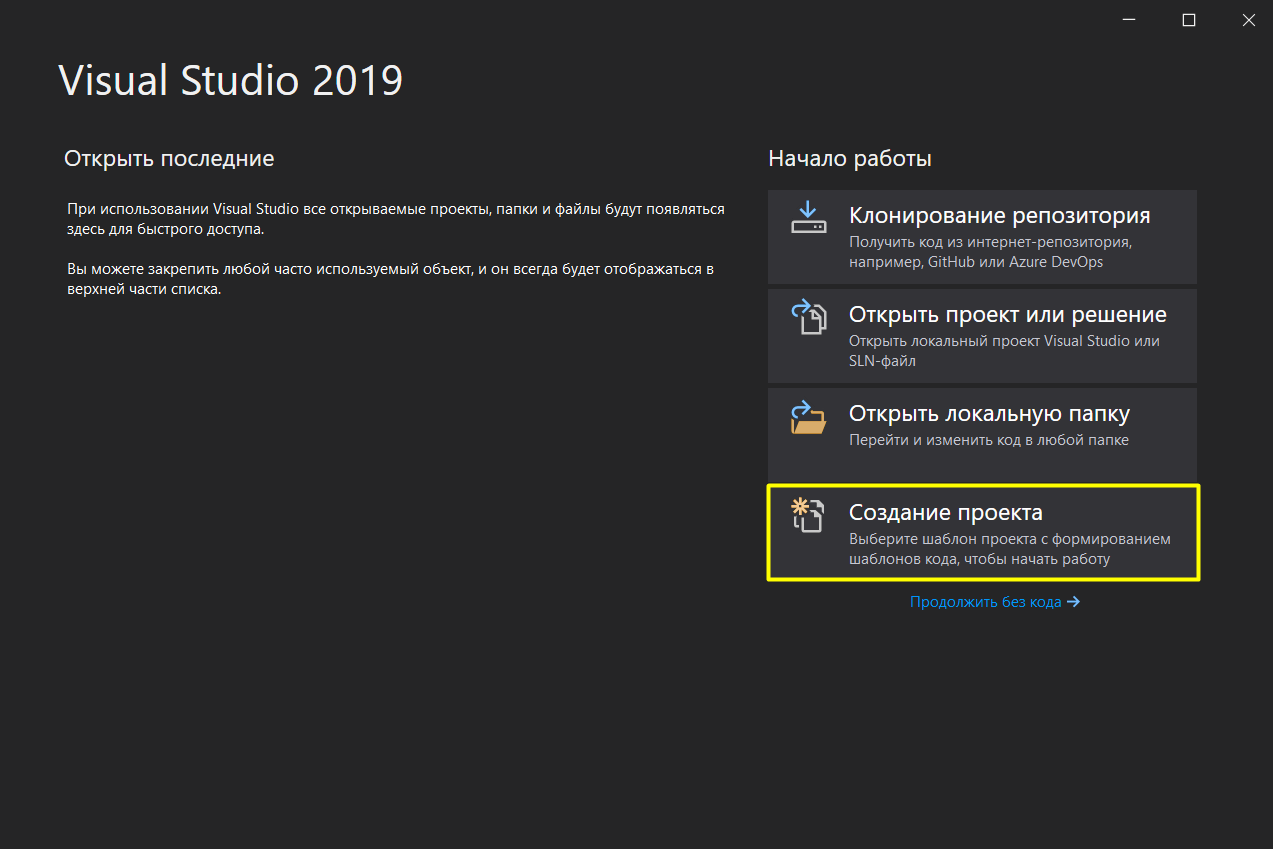 Visual Studio 2019
Открыть последние
При использовании Visual Studio все открываемые проекты, папки и файлы будут появляться
здесь для быстрого доступа.
Вы можете закрепить любой часто используемый объект, и он всегда будет отображаться в
верхней части списка.
Начало работы
Клонирование репозитория
Получить код из интернет-репозитория,
например, GitHub или Azure DevOps
Открыть проект или решение
Открыть локальный проект Visual Studio или
SLN-файл
Открыть локальную папку
Перейти и изменить код в любой папке
Создание проекта
Выберите шаблон проекта с формированием
шаблонов кода, чтобы начать работу
Продолжить без кода →